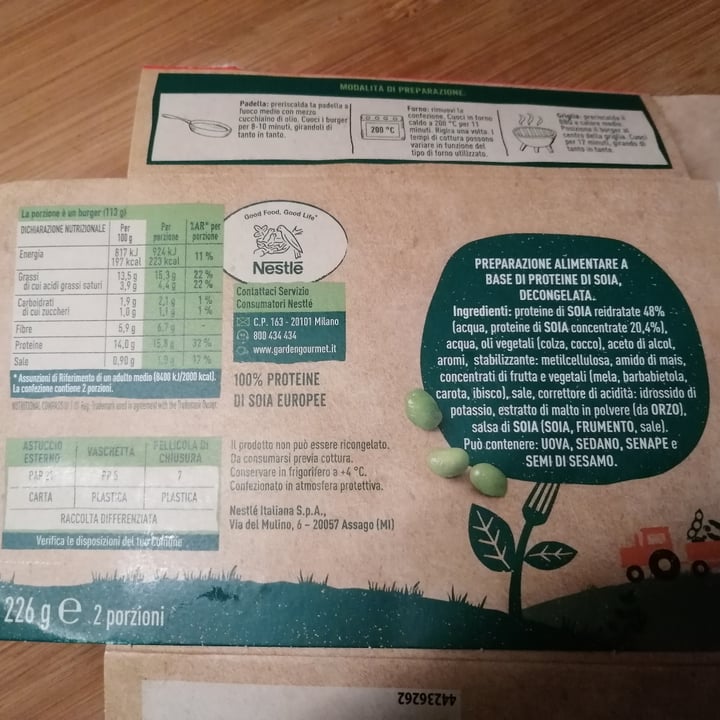 MODALITÀ DI PREPARAZIONE.
Padella: preriscalda la padella a
fuoco medio con mezzo
cucchiaino di olio. Cuoci i burger
per 8-10 minuti, girandoli di
tanto in tanto.
200 °C
Forno: rimuovi la
confezione. Cuoci in forno
caldo a 200 °C per 11
minuti. Rigira una volta. I
tempi di cottura possono
variare in funzione del
tipo di forno utilizzato.
Griglia: preriscalda il
BBQ a calore medio.
Posiziona il burger al
centro della griglia. Cuoci
per 12 minuti, girando di
tanto in tanto.
La porzione è un burger (113 g)
DICHIARAZIONE NUTRIZIONALE Per 100 g Per porzione %AR* per porzione
Energia 817 kJ 197 kcal 924 kJ 223 kcal 11 %
Grassi 13,5 g 15,3 g 22 %
di cui acidi grassi saturi 3,9 g 4,4 g 22 %
Carboidrati 1,9 g 2,1 g 1 %
di cui zuccheri 1,0 g 1,1 g 1 %
Fibre 5,9 g 6,7 g -
Proteine 14,0 g 15,8 g 32 %
Sale 0,90 g 1,0 g 17 %
* Assunzioni di Riferimento di un adulto medio (8400 kJ/2000 kcal).
La confezione contiene 2 porzioni.
Good Food, Good Life
Nestlé
Contattaci Servizio
Consumatori Nestlé
C.P. 163 - 20101 Milano
800 434 434
www.gardengourmet.it
100% PROTEINE
DI SOIA EUROPEE
PREPARAZIONE ALIMENTARE A
BASE DI PROTEINE DI SOIA,
DECONGELATA.
Ingredienti: proteine di SOIA reidratate 48%
(acqua, proteine di SOIA concentrate 20,4%),
acqua, oli vegetali (colza, cocco), aceto di alcol,
aromi, stabilizzante: metilcellulosa, amido di mais,
concentrati di frutta e vegetali (mela, barbabietola,
carota, ibisco), sale, correttore di acidità: idrossido di
potassio, estratto di malto in polvere (da ORZO),
salsa di SOIA (SOIA, FRUMENTO, sale).
Può contenere: UOVA, SEDANO, SENAPE e
SEMI DI SESAMO.
ASTUCCIO ESTERNO VASCHETTA PELLICOLA DI CHIUSURA
PAP 21 PP 5 7
CARTA PLASTICA PLASTICA
RACCOLTA DIFFERENZIATA
Verifica le disposizioni del tuo Comune
Il prodotto non può essere ricongelato.
Da consumarsi previa cottura.
Conservare in frigorifero a +4 °C.
Confezionato in atmosfera protettiva.
Nestlé Italiana S.p.A.,
Via del Mulino, 6 - 20057 Assago (MI)
226 g e 2 porzioni
44236262